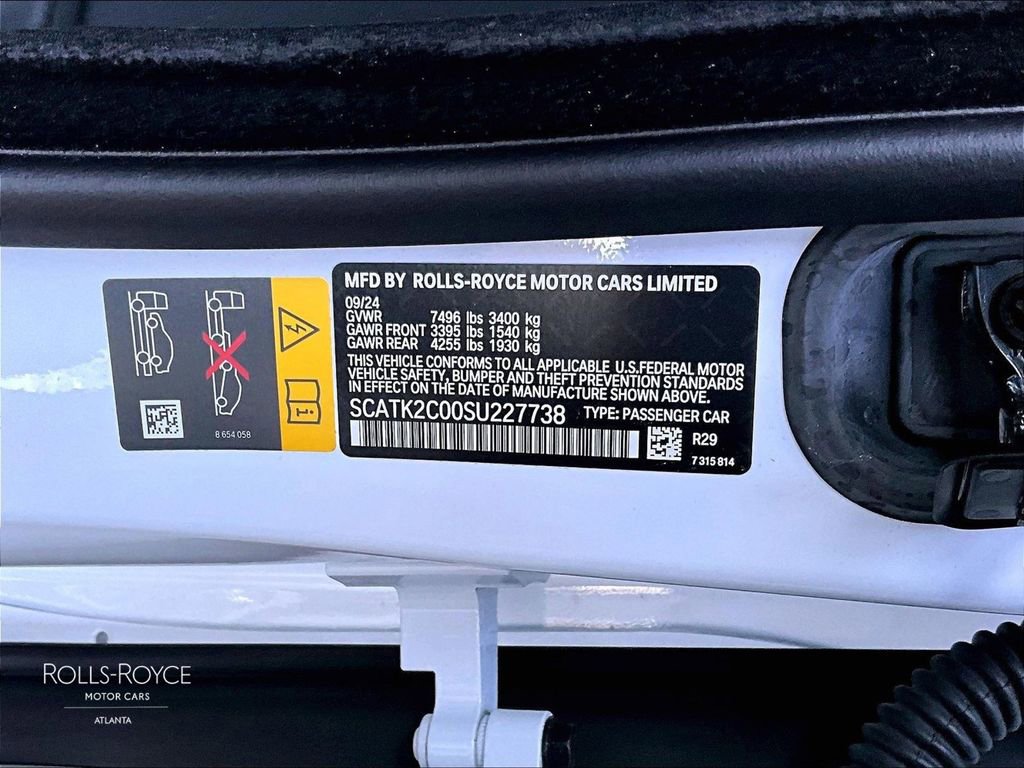 MFD BY ROLLS-ROYCE MOTOR CARS LIMITED
09/24
GVWR 7496 lbs 3400 kg
GAWR FRONT 3395 lbs 1540 kg
GAWR REAR 4255 lbs 1930 kg
THIS VEHICLE CONFORMS TO ALL APPLICABLE U.S.FEDERAL MOTOR
VEHICLE SAFETY, BUMPER AND THEFT PREVENTION STANDARDS
IN EFFECT ON THE DATE OF MANUFACTURE SHOWN ABOVE.
SCATK2C00SU227738 TYPE: PASSENGER CAR
R29
7 315 814
8 654 058
ROLLS-ROYCE
MOTOR CARS
ATLANTA